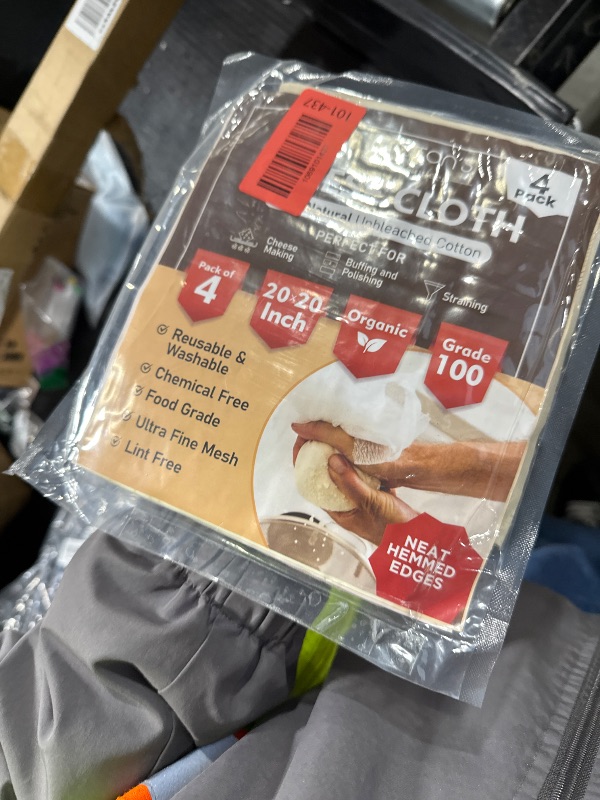 101-437
4
Pack
CLOTH
Natural Unbleached Cotton
PERFECT FOR
Cheese
Making
Buffing and
Polishing
Straining
Pack of
4
20x20
Inch
Organic
Grade
100
Reusable &
Washable
Chemical Free
Food Grade
Ultra Fine Mesh
Lint Free
NEAT
HEMMED
EDGES